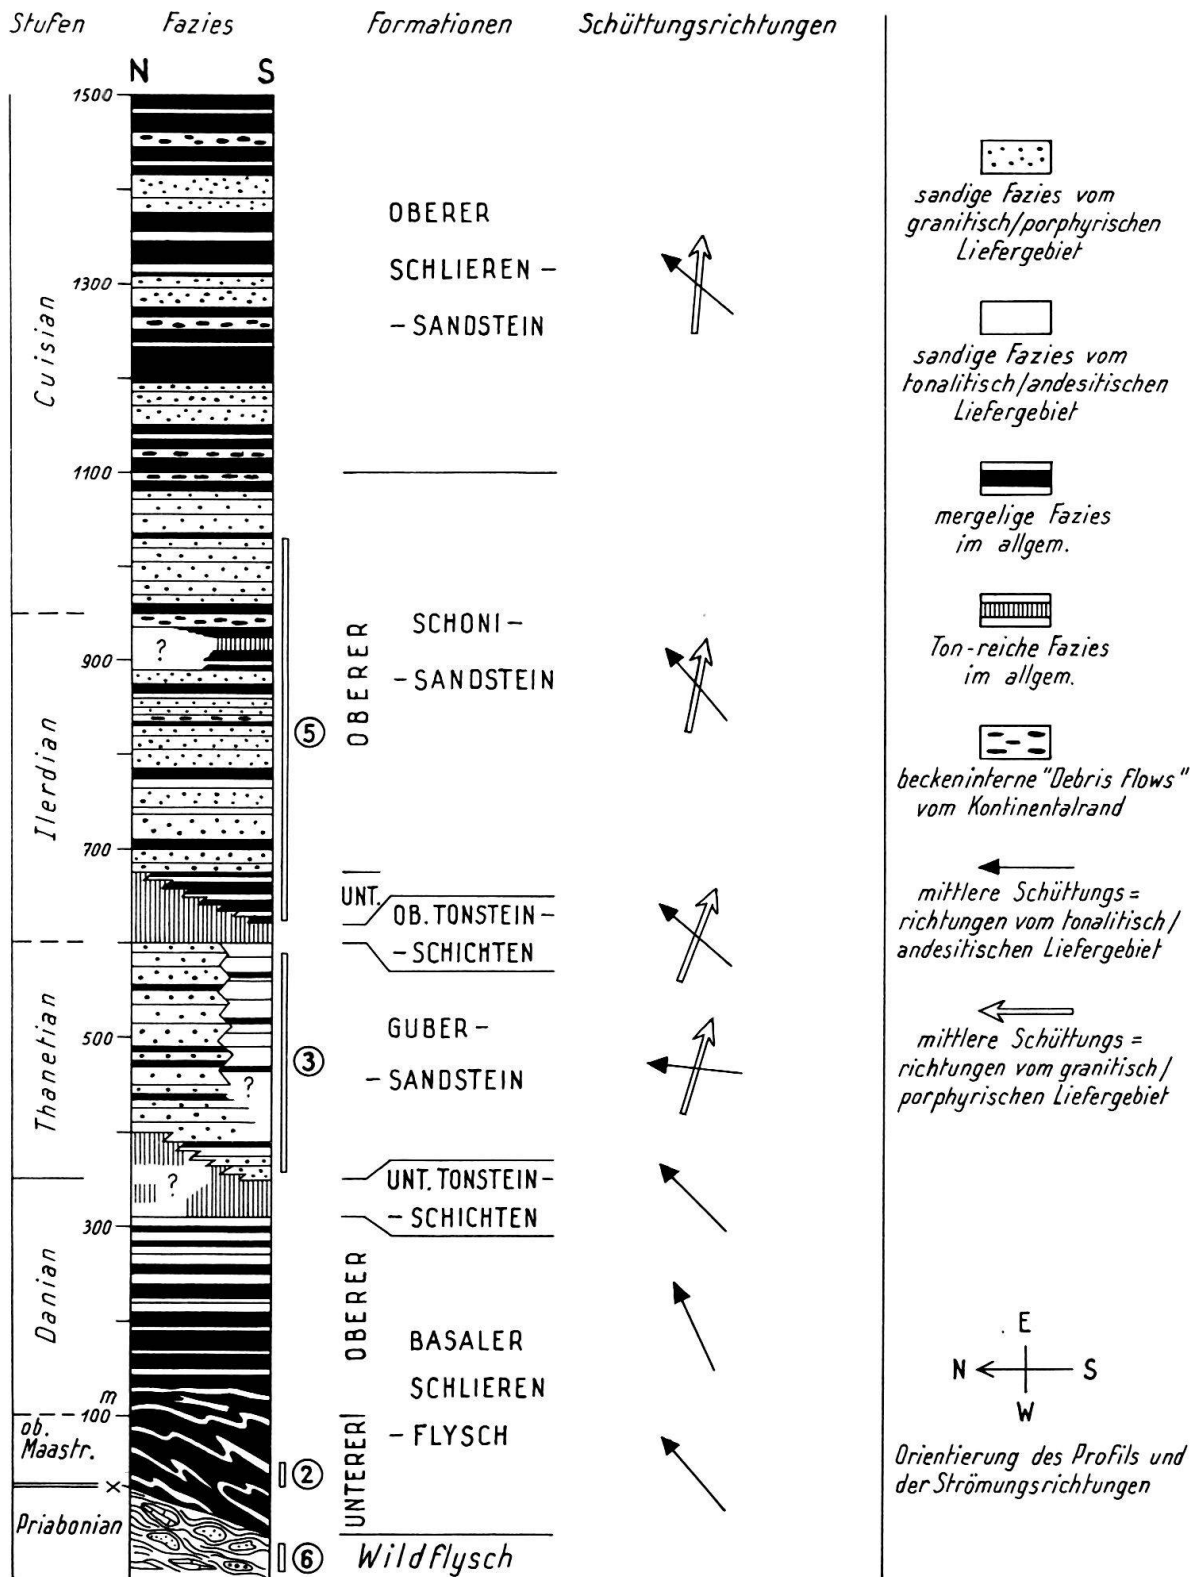 Stufen Fazies Formationen Schüttungsrichtungen
N S
1500
1300
1100
900
700
500
300
m
100
Cuisian
Ilerdian
Thanetian
Danian
ob.
Maastr.
Priabonian
?
?
?
×
⑤
③
②
⑥
OBERER
SCHLIEREN –
– SANDSTEIN
OBERER
SCHONI –
– SANDSTEIN
UNT.
OB. TONSTEIN –
– SCHICHTEN
GUBER –
– SANDSTEIN
UNT. TONSTEIN –
– SCHICHTEN
OBERER
BASALER
SCHLIEREN
– FLYSCH
UNTERER
Wildflysch
sandige Fazies vom
granitisch/porphyrischen
Liefergebiet
sandige Fazies vom
tonalitisch/andesitischen
Liefergebiet
mergelige Fazies
im allgem.
Ton-reiche Fazies
im allgem.
beckeninterne "Debris Flows"
vom Kontinentalrand
mittlere Schüttungs =
richtungen vom tonalitisch/
andesitischen Liefergebiet
mittlere Schüttungs =
richtungen vom granitisch/
porphyrischen Liefergebiet
E
N S
W
Orientierung des Profils und
der Strömungsrichtungen